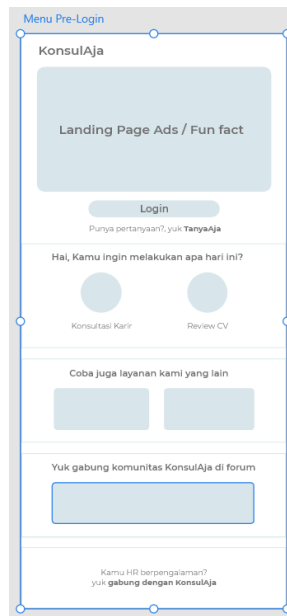 Menu Pre-Login
KonsulAja
Landing Page Ads / Fun fact
Login
Punya pertanyaan?, yuk TanyaAja
Hai, Kamu ingin melakukan apa hari ini?
Konsultasi Karir
Review CV
Coba juga layanan kami yang lain
Yuk gabung komunitas KonsulAja di forum
Kamu HR berpengalaman?
yuk gabung dengan KonsulAja